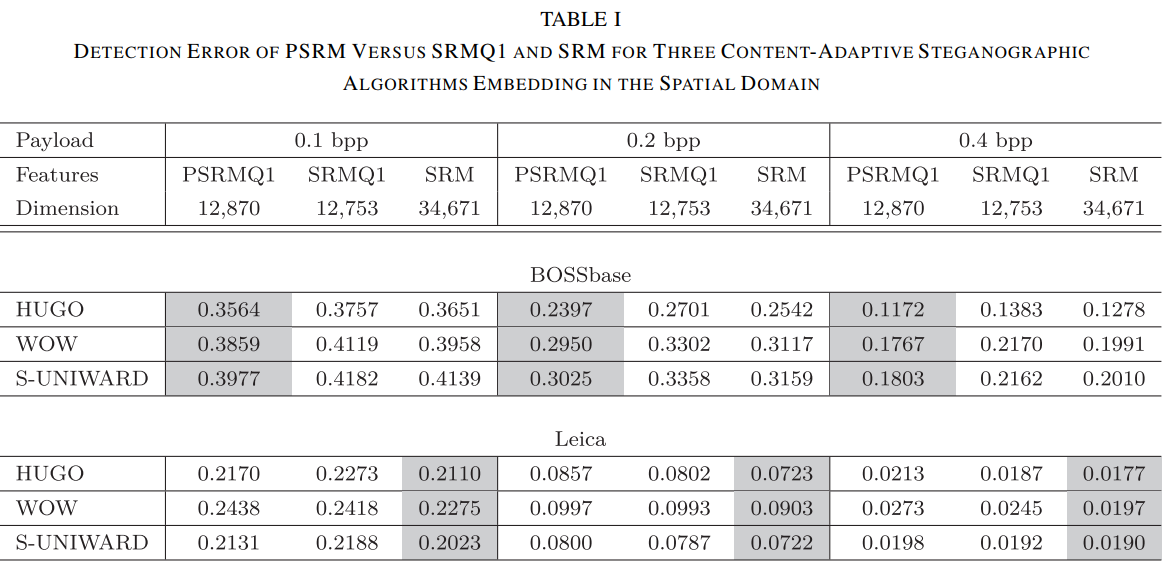 TABLE I
DETECTION ERROR OF PSRM VERSUS SRMQ1 AND SRM FOR THREE CONTENT-ADAPTIVE STEGANOGRAPHIC
ALGORITHMS EMBEDDING IN THE SPATIAL DOMAIN
Payload 0.1 bpp 0.2 bpp 0.4 bpp
Features PSRMQ1 SRMQ1 SRM PSRMQ1 SRMQ1 SRM PSRMQ1 SRMQ1 SRM
Dimension 12,870 12,753 34,671 12,870 12,753 34,671 12,870 12,753 34,671
BOSSbase
HUGO 0.3564 0.3757 0.3651 0.2397 0.2701 0.2542 0.1172 0.1383 0.1278
WOW 0.3859 0.4119 0.3958 0.2950 0.3302 0.3117 0.1767 0.2170 0.1991
S-UNIWARD 0.3977 0.4182 0.4139 0.3025 0.3358 0.3159 0.1803 0.2162 0.2010
Leica
HUGO 0.2170 0.2273 0.2110 0.0857 0.0802 0.0723 0.0213 0.0187 0.0177
WOW 0.2438 0.2418 0.2275 0.0997 0.0993 0.0903 0.0273 0.0245 0.0197
S-UNIWARD 0.2131 0.2188 0.2023 0.0800 0.0787 0.0722 0.0198 0.0192 0.0190